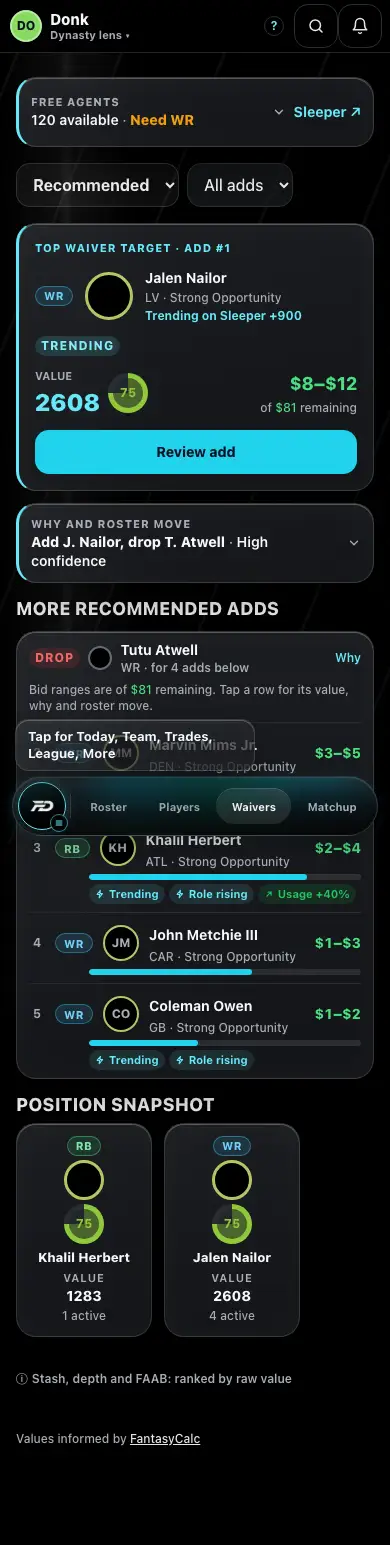 DO
Donk
Dynasty lens ▾
?
FREE AGENTS
120 available · Need WR
Sleeper ↗
Recommended
All adds
TOP WAIVER TARGET · ADD #1
WR
Jalen Nailor
LV · Strong Opportunity
Trending on Sleeper +900
TRENDING
VALUE
2608
75
$8–$12
of $81 remaining
Review add
WHY AND ROSTER MOVE
Add J. Nailor, drop T. Atwell · High
confidence
MORE RECOMMENDED ADDS
DROP
Tutu Atwell
WR · for 4 adds below
Why
Bid ranges are of $81 remaining. Tap a row for its value,
why and roster move.
Tap for Today, Team, Trades,
League, More
MM
Marvin Mims Jr.
DEN · Strong Opportunity
$3–$5
Roster
Players
Waivers
Matchup
3
RB
KH
Khalil Herbert
ATL · Strong Opportunity
$2–$4
Trending
Role rising
↗ Usage +40%
4
WR
JM
John Metchie III
CAR · Strong Opportunity
$1–$3
5
WR
CO
Coleman Owen
GB · Strong Opportunity
$1–$2
Trending
Role rising
POSITION SNAPSHOT
RB
75
Khalil Herbert
VALUE
1283
1 active
WR
75
Jalen Nailor
VALUE
2608
4 active
ⓘ Stash, depth and FAAB: ranked by raw value
Values informed by FantasyCalc